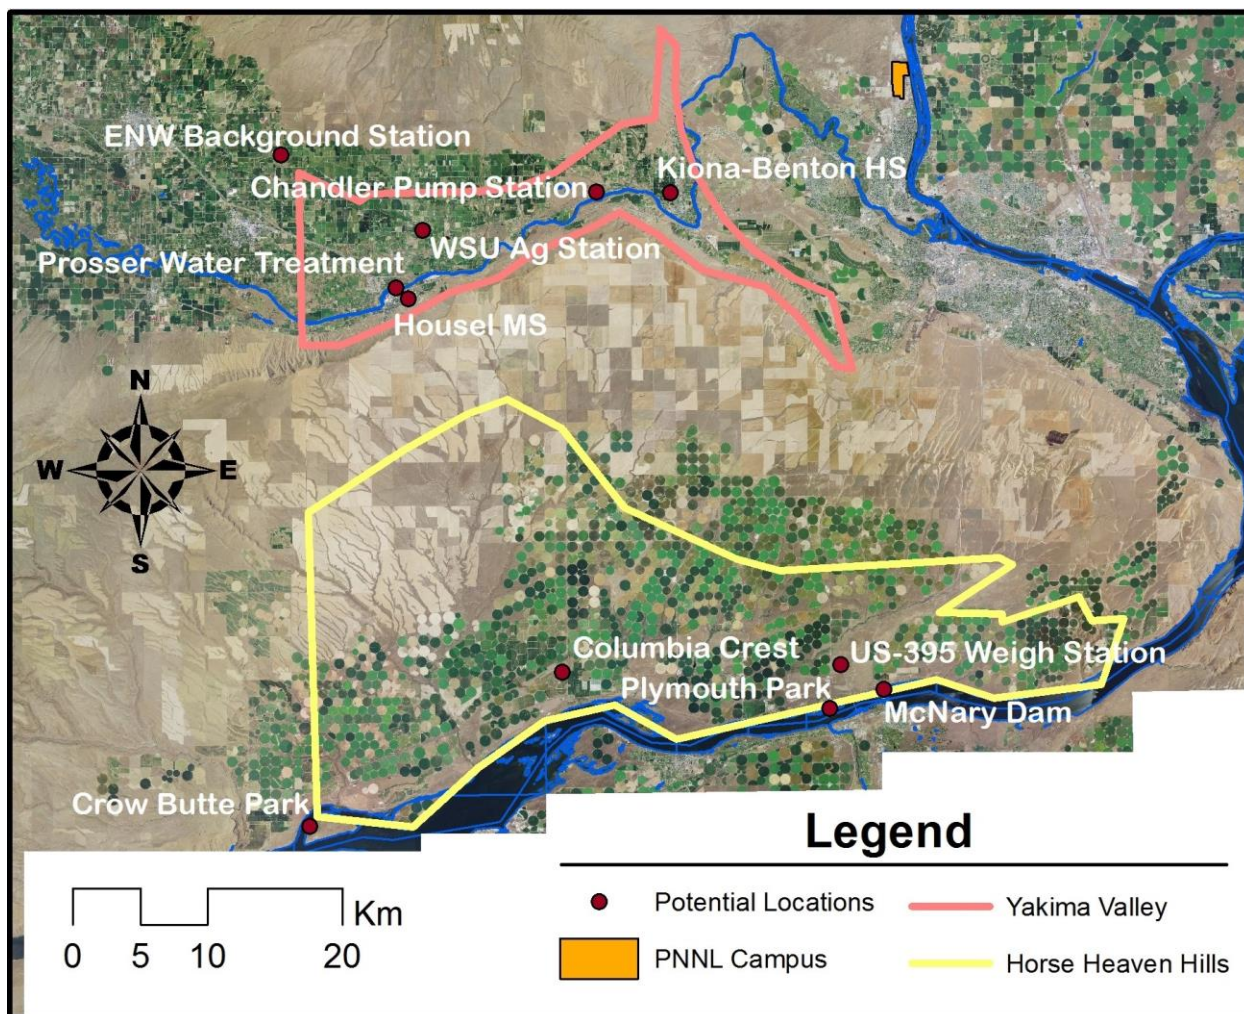 ENW Background Station
Chandler Pump Station
Kiona-Benton HS
WSU Ag Station
Prosser Water Treatment
Housel MS
N
W
E
S
Columbia Crest
US-395 Weigh Station
Plymouth Park
McNary Dam
Crow Butte Park
Legend
Km
0 5 10 20
Potential Locations
Yakima Valley
PNNL Campus
Horse Heaven Hills